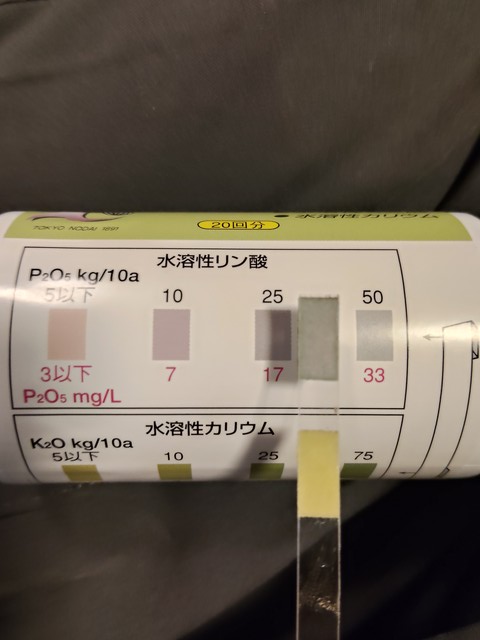 TOKYO NODAI
20回分
● 水溶性カリウム
水溶性リン酸
P₂O₅ kg/10a
5以下 10 25 50
3以下 7 17 33
P₂O₅ mg/L
水溶性カリウム
K₂O kg/10a
5以下 10 25 75